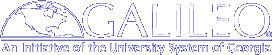 GALILEO
An Initiative of the University System of Georgia